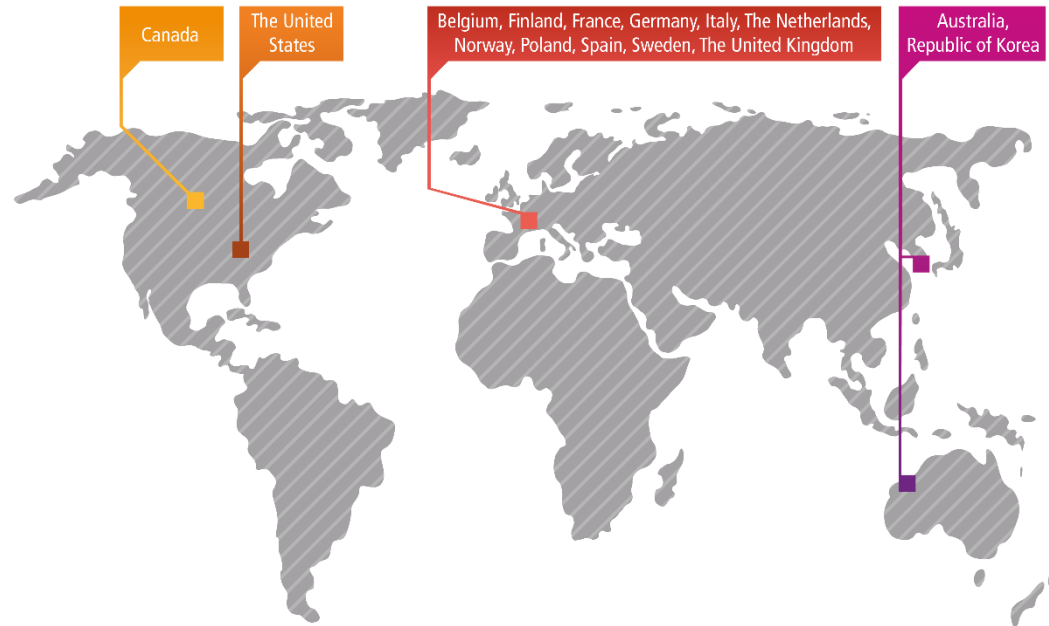 Canada
The United
States
Belgium, Finland, France, Germany, Italy, The Netherlands,
Norway, Poland, Spain, Sweden, The United Kingdom
Australia,
Republic of Korea